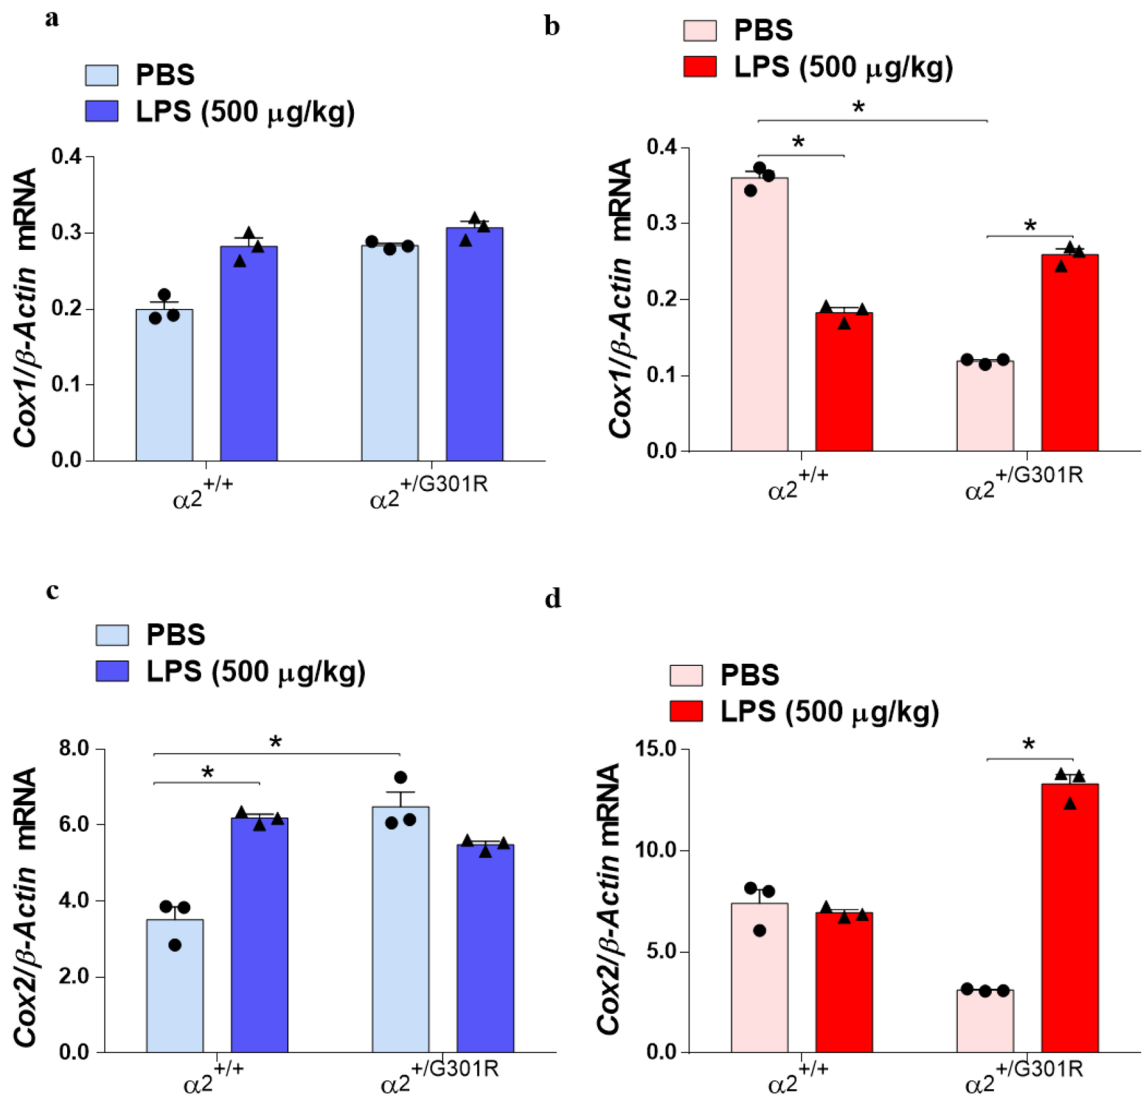 a
PBS
LPS (500 μg/kg)
Cox1/β-Actin mRNA
0.4
0.3
0.2
0.1
0.0
α2+/+
α2+/G301R
b
PBS
LPS (500 μg/kg)
Cox1/β-Actin mRNA
0.4
0.3
0.2
0.1
0.0
*
*
*
α2+/+
α2+/G301R
c
PBS
LPS (500 μg/kg)
Cox2/β-Actin mRNA
8.0
6.0
4.0
2.0
0.0
*
*
α2+/+
α2+/G301R
d
PBS
LPS (500 μg/kg)
Cox2/β-Actin mRNA
15.0
10.0
5.0
0.0
*
α2+/+
α2+/G301R